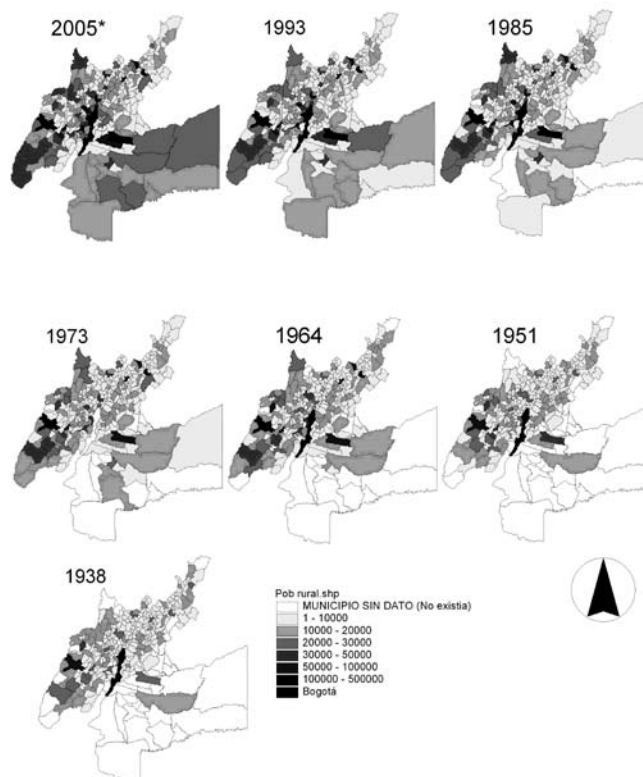 2005*
1993
1985
1973
1964
1951
1938
Pob rural.shp
MUNICIPIO SIN DATO (No existia)
1 - 10000
10000 - 20000
20000 - 30000
30000 - 50000
50000 - 100000
100000 - 500000
Bogotá